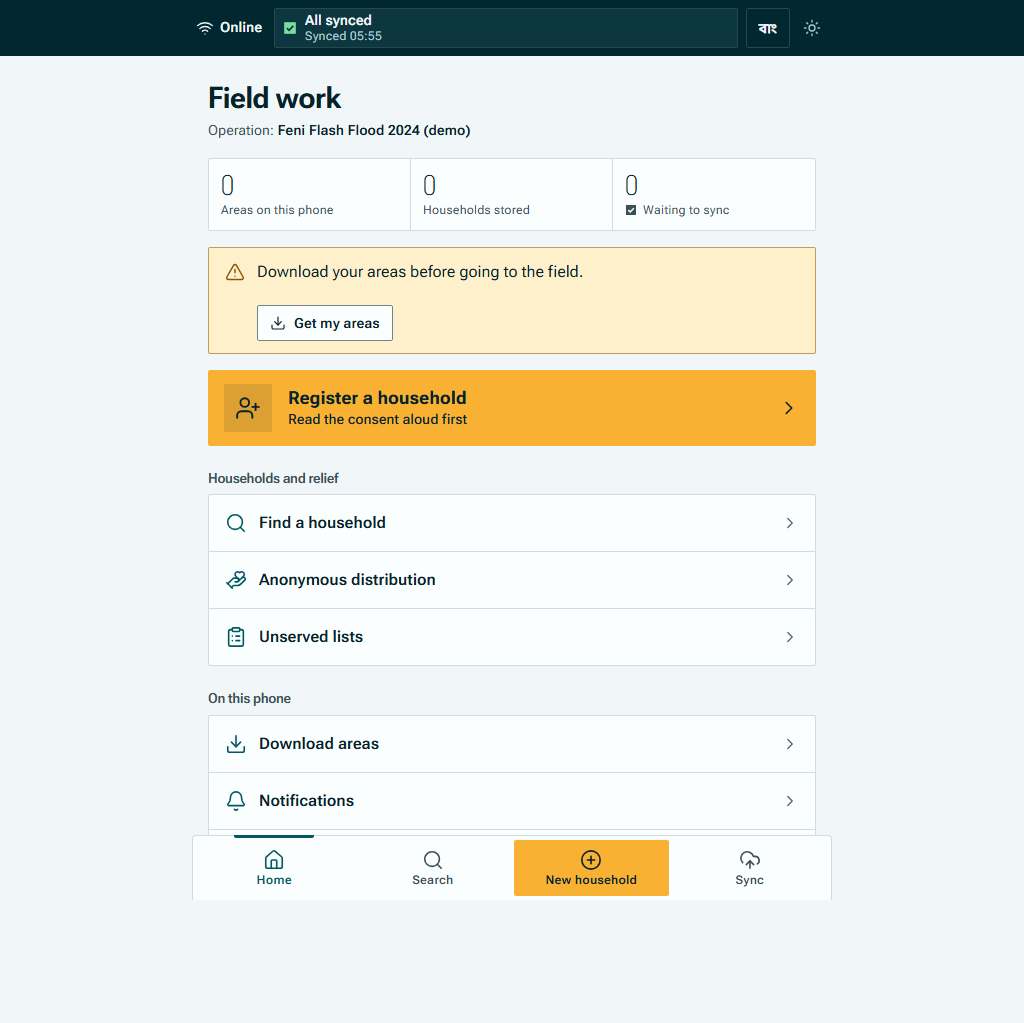 Online
All synced
Synced 05:55
বাং
Field work
Operation: Feni Flash Flood 2024 (demo)
0
Areas on this phone
0
Households stored
0
Waiting to sync
Download your areas before going to the field.
Get my areas
Register a household
Read the consent aloud first
Households and relief
Find a household
Anonymous distribution
Unserved lists
On this phone
Download areas
Notifications
Home
Search
New household
Sync